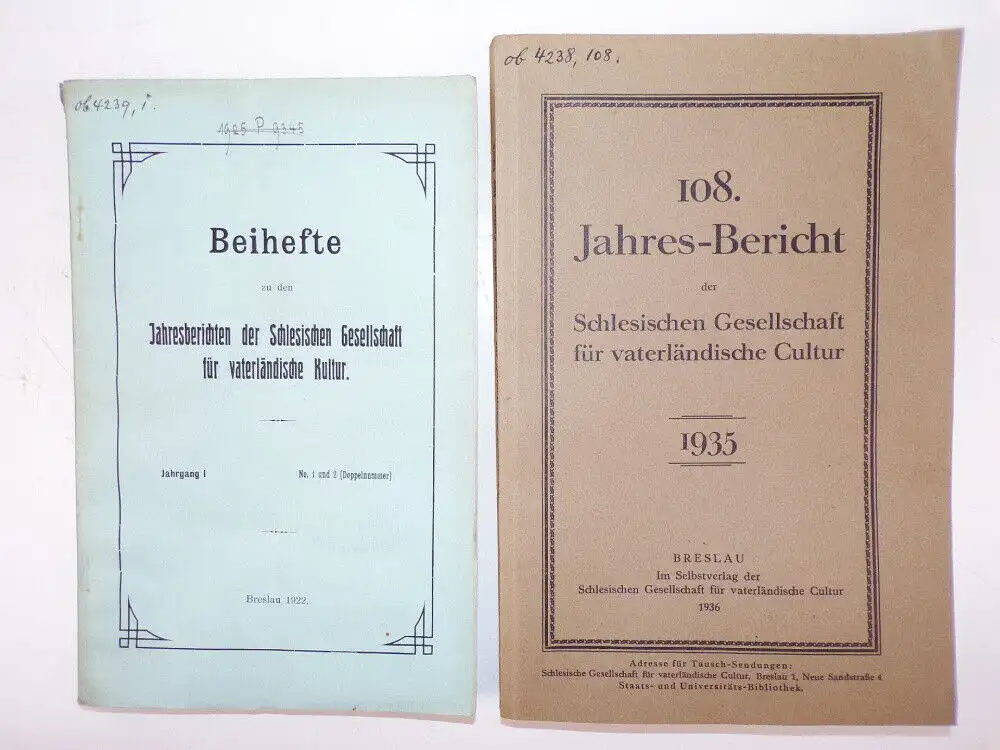 ob 4239, i.
1925 P 9345
Beihefte
zu den
Jahresberichten der Schlesischen Gesellschaft
für vaterländische Kultur.
Jahrgang I
No. 1 und 2 (Doppelnummer)
Breslau 1922.
ob 4238, 108.
108.
Jahres-Bericht
der
Schlesischen Gesellschaft
für vaterländische Cultur
1935
BRESLAU
Im Selbstverlag der
Schlesischen Gesellschaft für vaterländische Cultur
1936
Adresse für Tausch-Sendungen:
Schlesische Gesellschaft für vaterländische Cultur, Breslau 1, Neue Sandstraße 4
Staats- und Universitäts-Bibliothek.